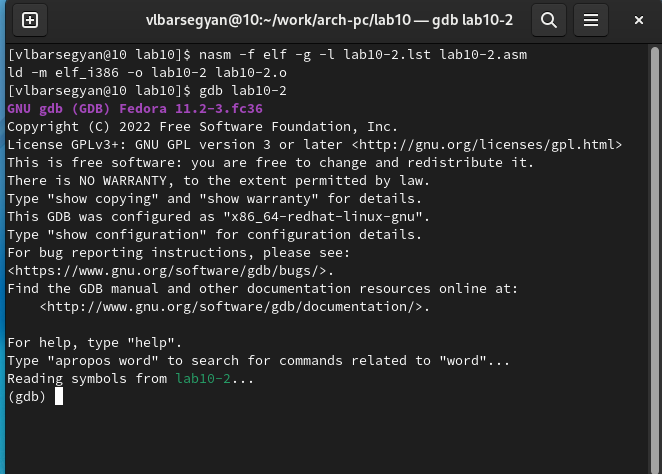 vlbarsegyan@10:~/work/arch-pc/lab10 — gdb lab10-2
[vlbarsegyan@10 lab10]$ nasm -f elf -g -l lab10-2.lst lab10-2.asm
ld -m elf_i386 -o lab10-2 lab10-2.o
[vlbarsegyan@10 lab10]$ gdb lab10-2
GNU gdb (GDB) Fedora 11.2-3.fc36
Copyright (C) 2022 Free Software Foundation, Inc.
License GPLv3+: GNU GPL version 3 or later <http://gnu.org/licenses/gpl.html>
This is free software: you are free to change and redistribute it.
There is NO WARRANTY, to the extent permitted by law.
Type "show copying" and "show warranty" for details.
This GDB was configured as "x86_64-redhat-linux-gnu".
Type "show configuration" for configuration details.
For bug reporting instructions, please see:
<https://www.gnu.org/software/gdb/bugs/>.
Find the GDB manual and other documentation resources online at:
    <http://www.gnu.org/software/gdb/documentation/>.

For help, type "help".
Type "apropos word" to search for commands related to "word"...
Reading symbols from lab10-2...
(gdb)